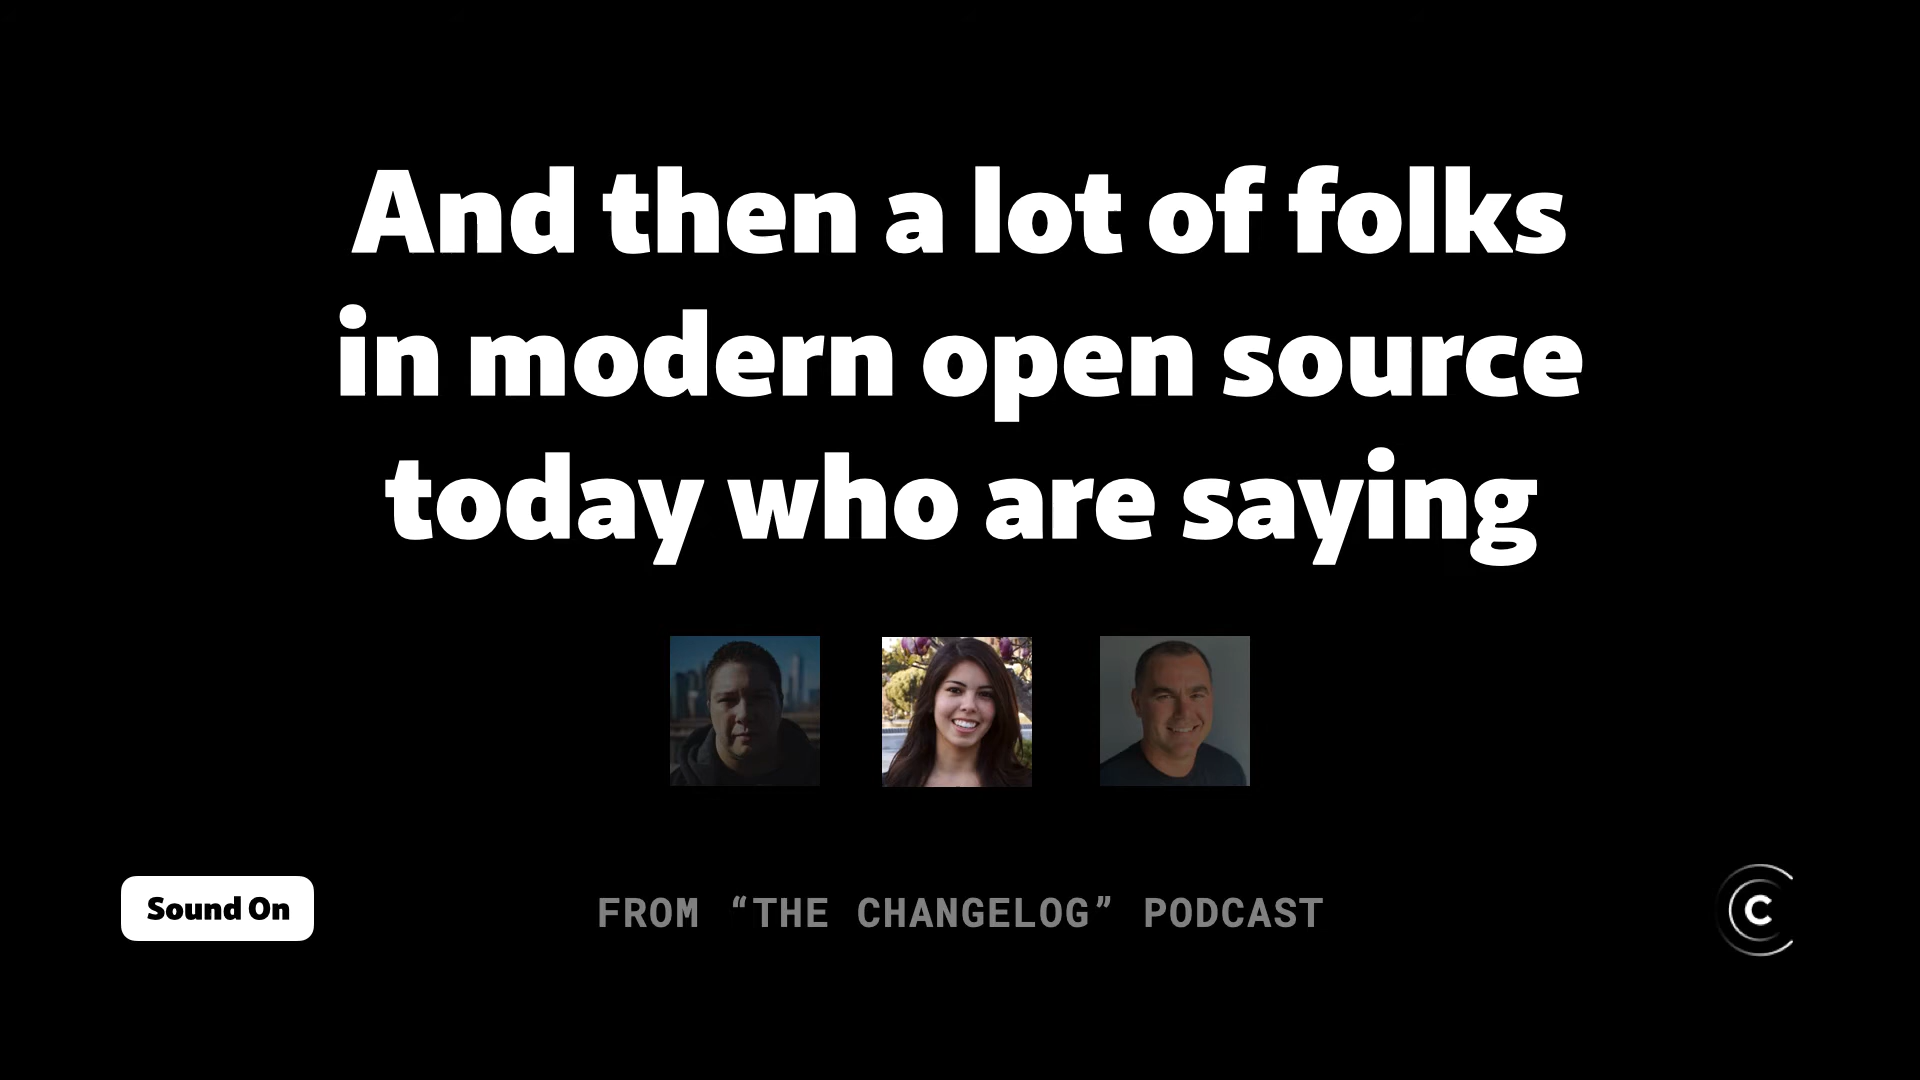 And then a lot of folks
in modern open source
today who are saying
Sound On
FROM “THE CHANGELOG” PODCAST
C